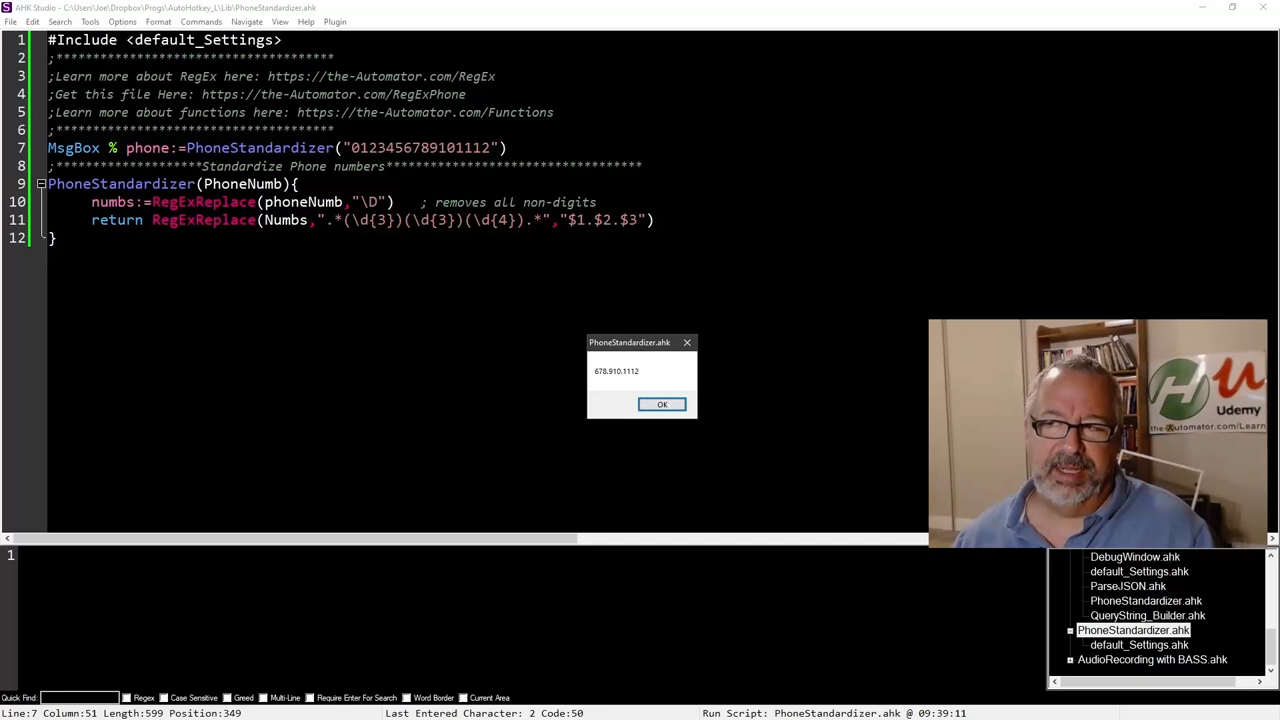 AHK Studio - C:\Users\Joe\Dropbox\Progs\AutoHotkey_L\Lib\PhoneStandardizer.ahk
File Edit Search Tools Options Format Commands Navigate View Help Plugin
1 #Include <default_Settings>
2 ;**************************************
3 ;Learn more about RegEx here: https://the-Automator.com/RegEx
4 ;Get this file Here: https://the-Automator.com/RegExPhone
5 ;Learn more about functions here: https://the-Automator.com/Functions
6 ;**************************************
7 MsgBox % phone:=PhoneStandardizer("0123456789101112")
8 ;********************Standardize Phone numbers***********************************
9 PhoneStandardizer(PhoneNumb){
10 numbs:=RegExReplace(phoneNumb,"\D") ; removes all non-digits
11 return RegExReplace(Numbs,".*(\d{3})(\d{3})(\d{4}).*","$1.$2.$3")
12 }
PhoneStandardizer.ahk
678.910.1112
OK
Udemy
the-Automator.com/Learn
1
DebugWindow.ahk
default_Settings.ahk
ParseJSON.ahk
PhoneStandardizer.ahk
QueryString_Builder.ahk
PhoneStandardizer.ahk
default_Settings.ahk
AudioRecording with BASS.ahk
Quick Find: Regex Case Sensitive Greed Multi-Line Require Enter For Search Word Border Current Area
Line:7 Column:51 Length:599 Position:349 Last Entered Character: 2 Code:50 Run Script: PhoneStandardizer.ahk @ 09:39:11